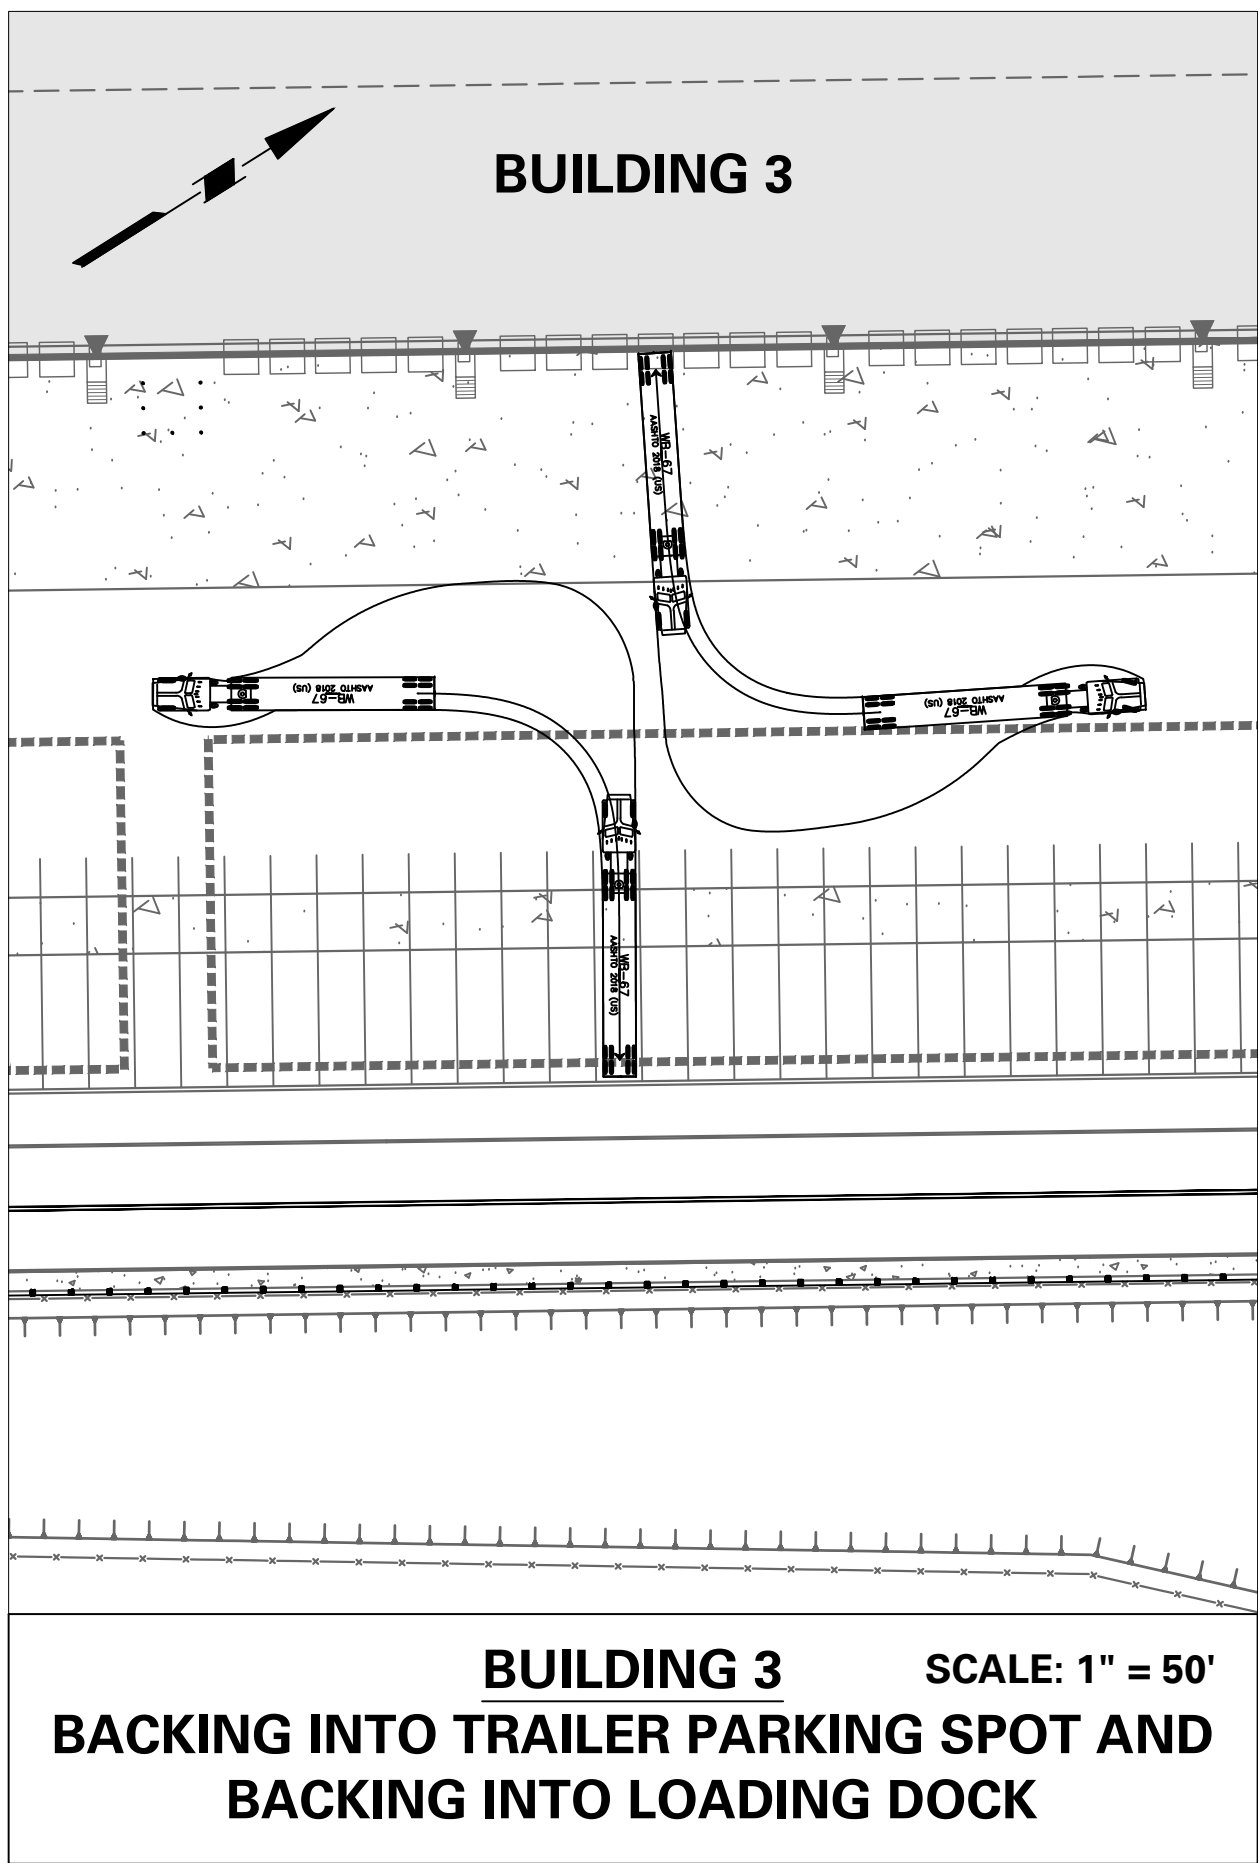 BUILDING 3
WB-67
AASHTO 2018 (US)
WB-67
AASHTO 2018 (US)
WB-67
AASHTO 2018 (US)
WB-67
AASHTO 2018 (US)
BUILDING 3
SCALE: 1" = 50'
BACKING INTO TRAILER PARKING SPOT AND
BACKING INTO LOADING DOCK